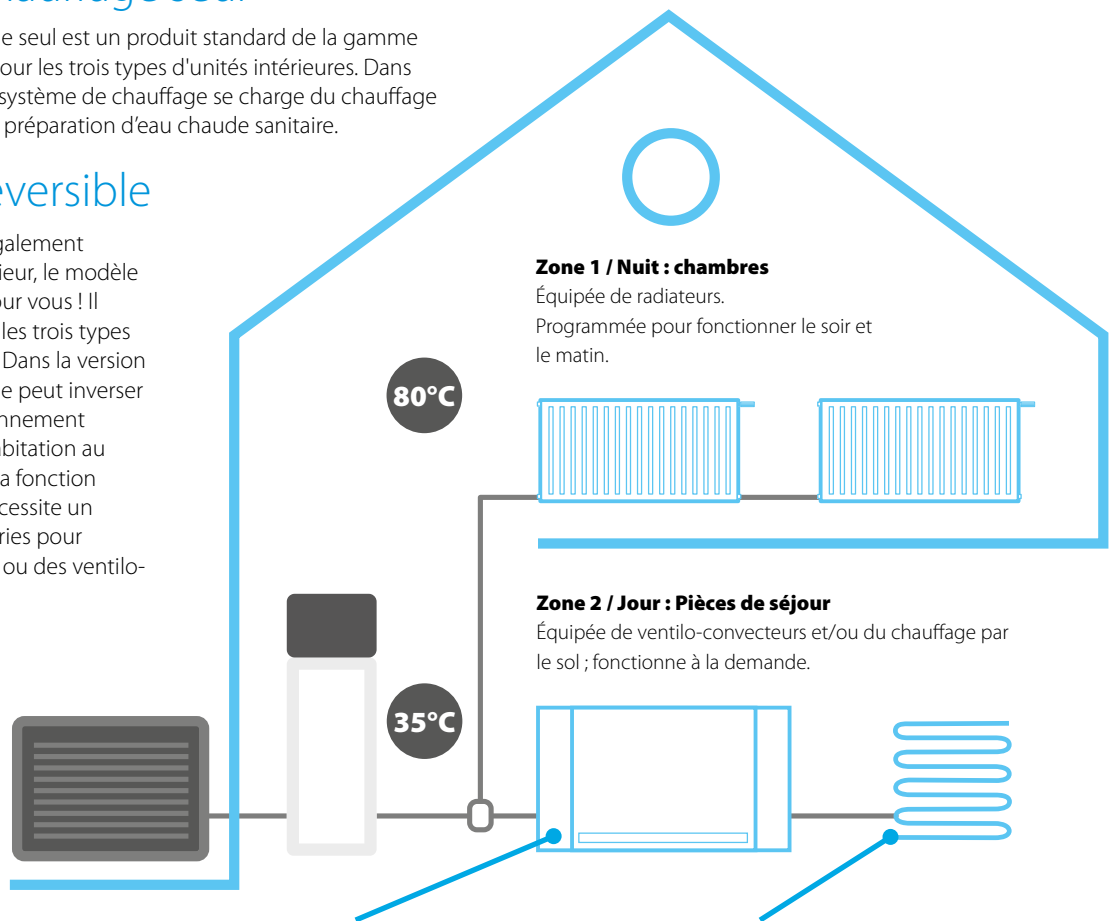 seul
e seul est un produit standard de la gamme
our les trois types d'unités intérieures. Dans
système de chauffage se charge du chauffage
préparation d’eau chaude sanitaire.
eversible
galement
ieur, le modèle
our vous ! Il
les trois types
Dans la version
e peut inverser
nnement
abitation au
a fonction
cessite un
ries pour
ou des ventilo-
Zone 1 / Nuit : chambres
Équipée de radiateurs.
Programmée pour fonctionner le soir et
le matin.
80°C
Zone 2 / Jour : Pièces de séjour
Équipée de ventilo-convecteurs et/ou du chauffage par
le sol ; fonctionne à la demande.
35°C